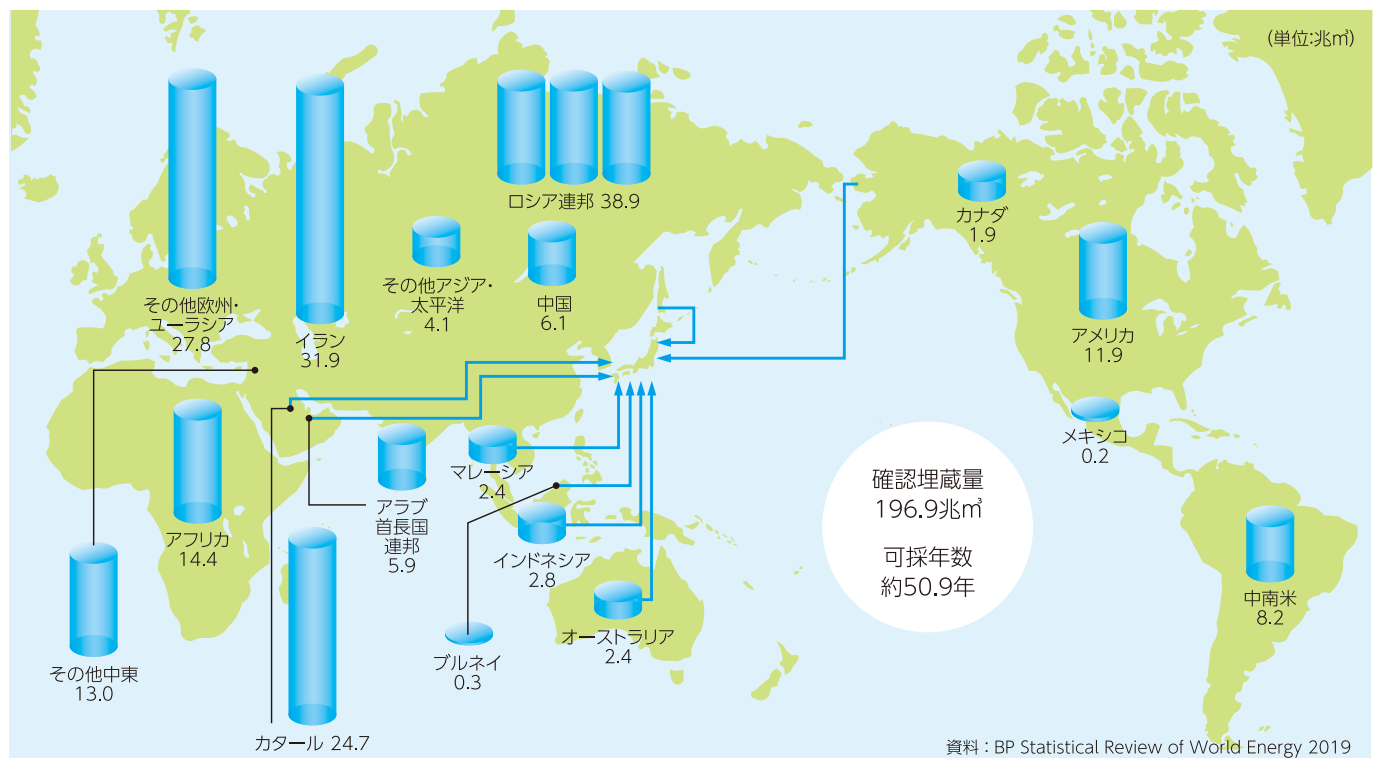 (単位:兆㎥)
ロシア連邦 38.9
カナダ
1.9
その他欧州・
ユーラシア
27.8
イラン
31.9
その他アジア・
太平洋
4.1
中国
6.1
アメリカ
11.9
メキシコ
0.2
マレーシア
2.4
アラブ
首長国
連邦
5.9
アフリカ
14.4
インドネシア
2.8
確認埋蔵量
196.9兆㎥
可採年数
約50.9年
中南米
8.2
オーストラリア
2.4
ブルネイ
0.3
その他中東
13.0
カタール 24.7
資料：BP Statistical Review of World Energy 2019